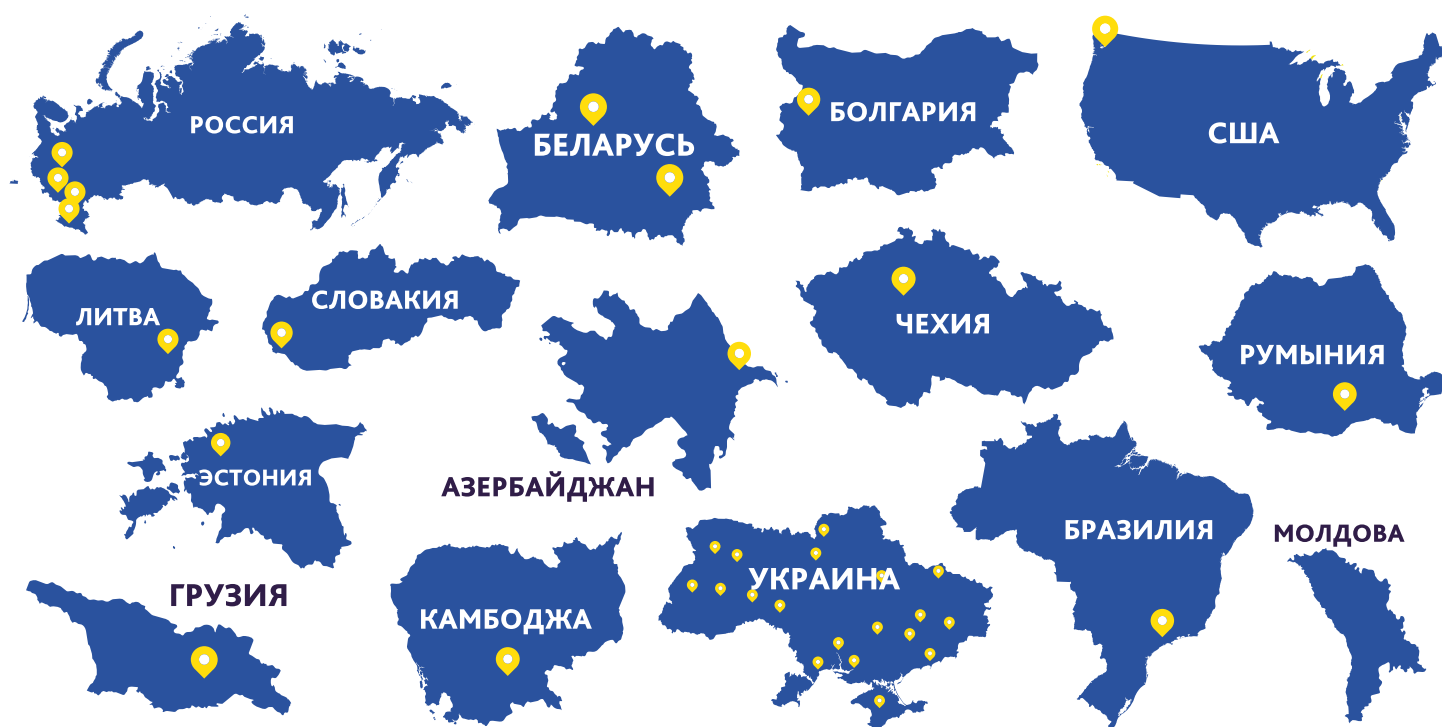 РОССИЯ
БЕЛАРУСЬ
БОЛГАРИЯ
США
ЛИТВА
СЛОВАКИЯ
ЧЕХИЯ
РУМЫНИЯ
ЭСТОНИЯ
АЗЕРБАЙДЖАН
БРАЗИЛИЯ
МОЛДОВА
ГРУЗИЯ
КАМБОДЖА
УКРАИНА